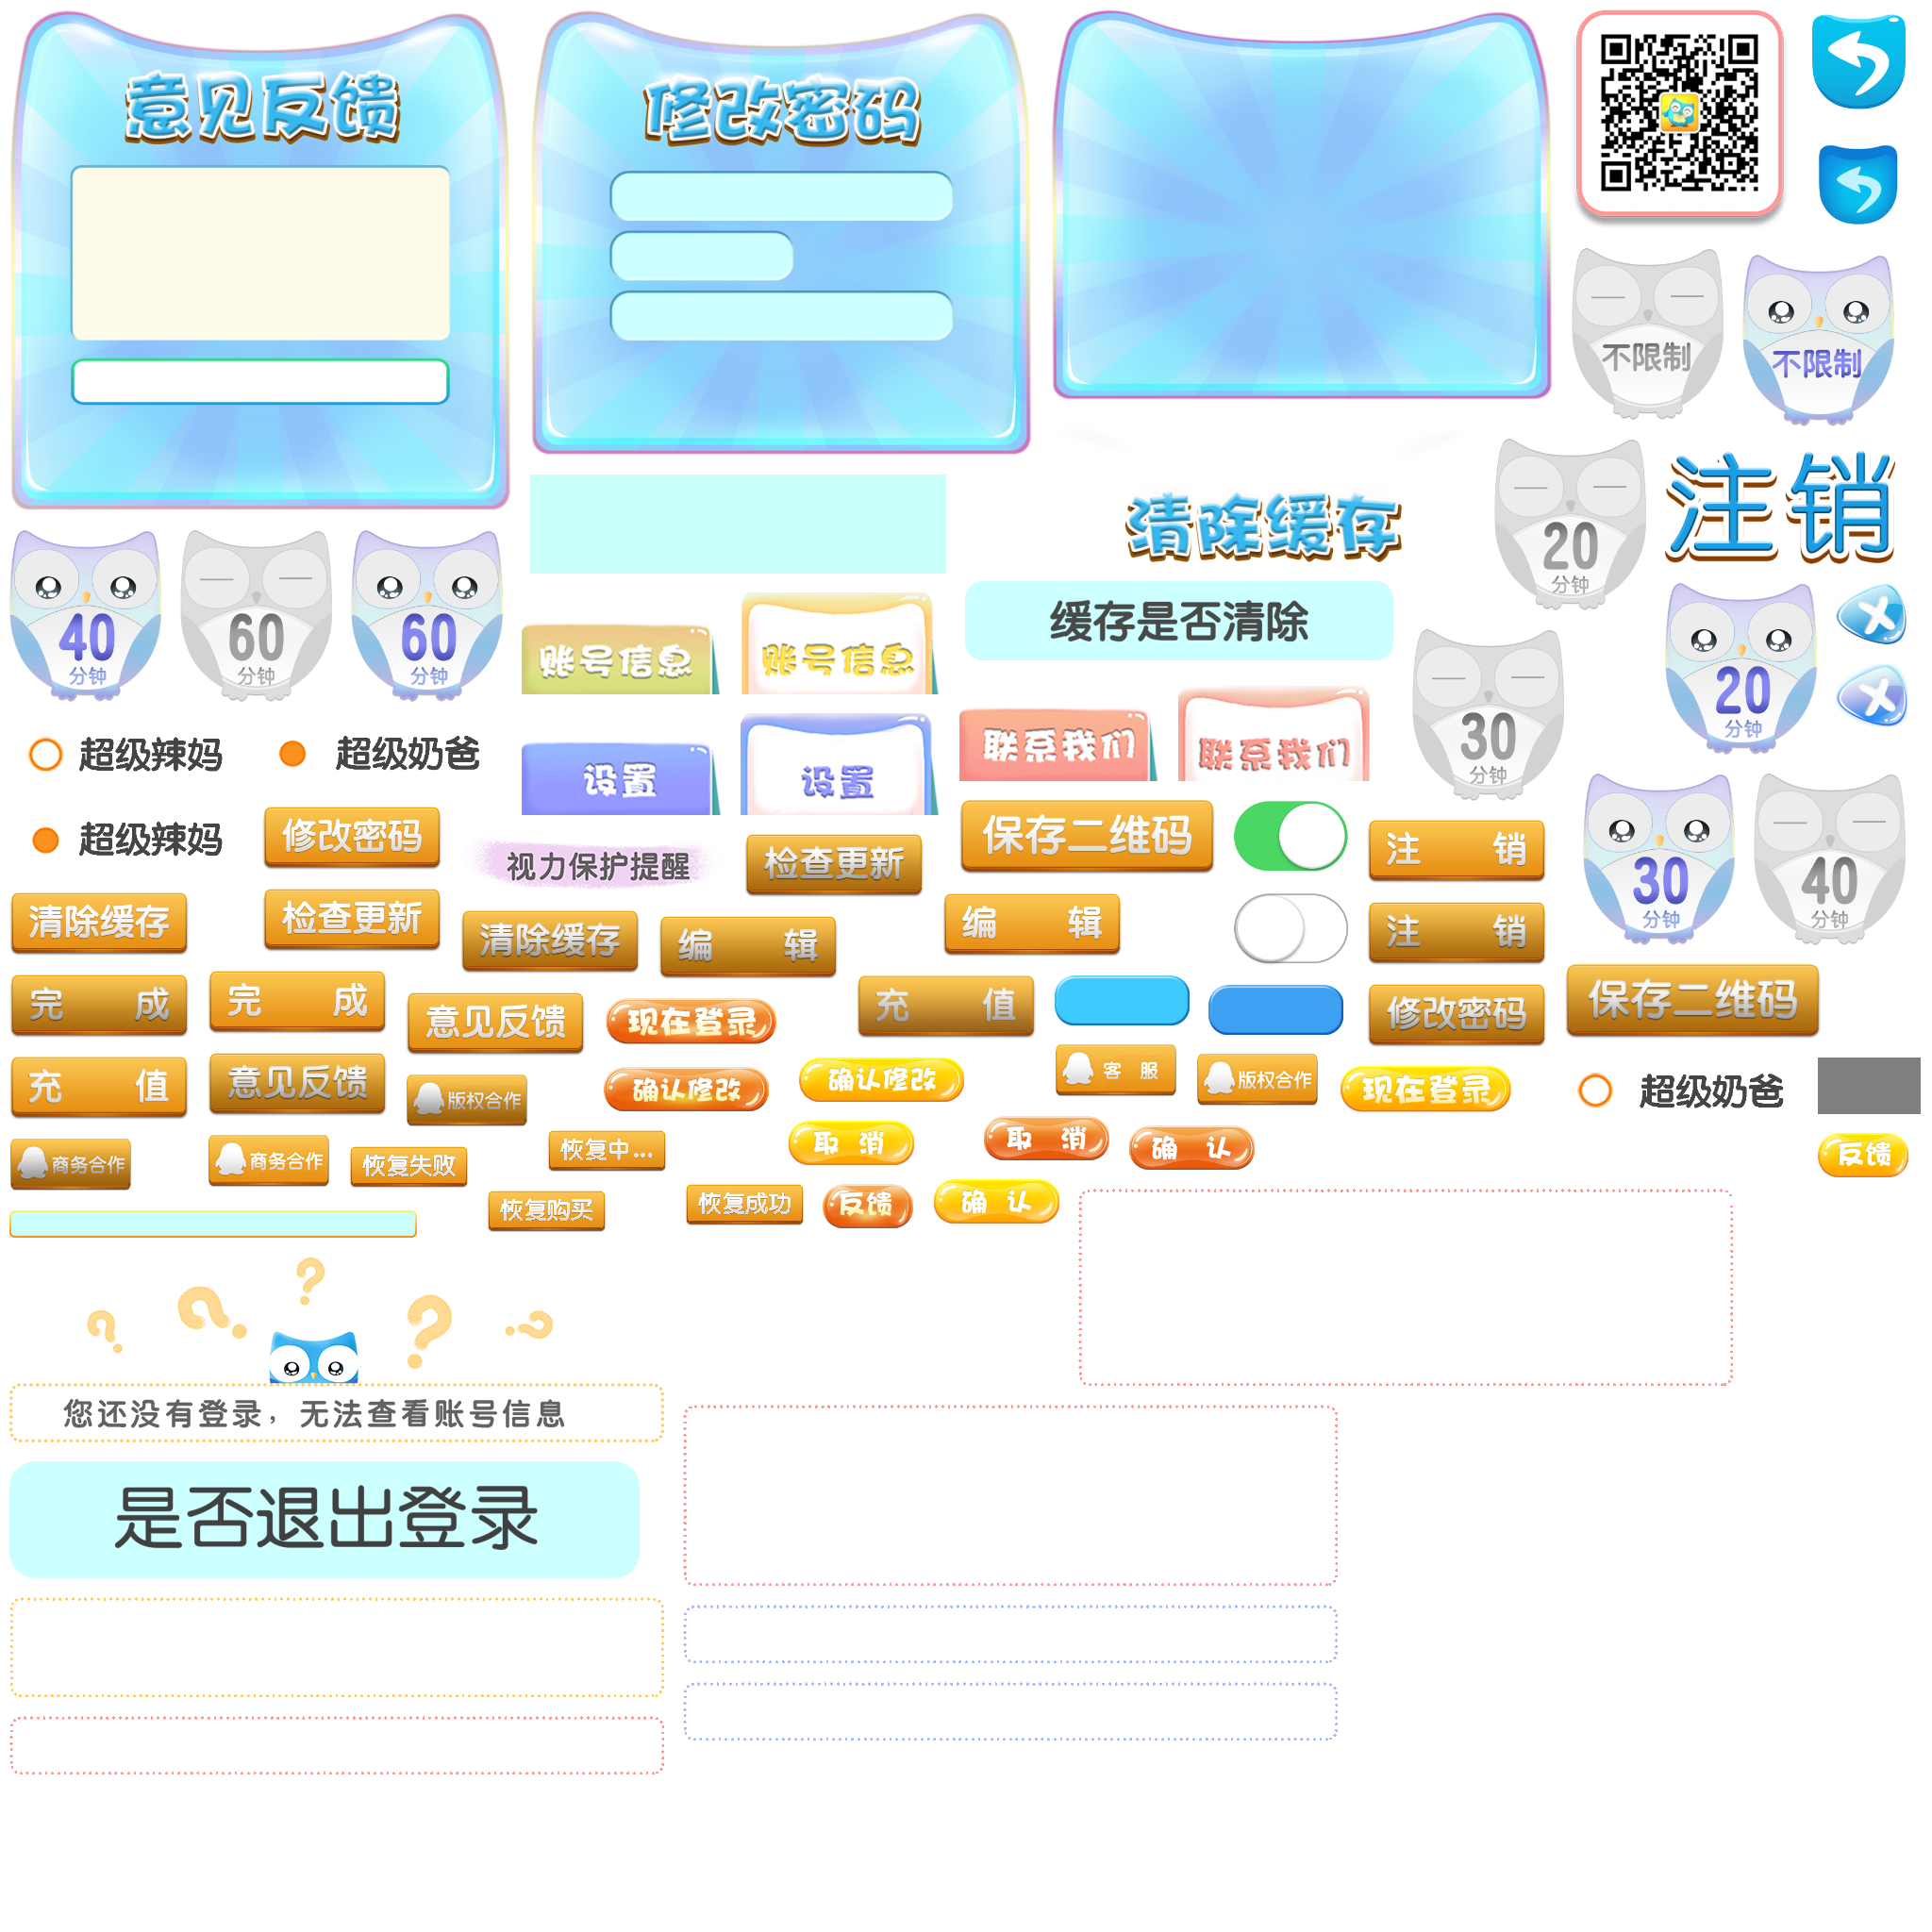 意见反馈
修改密码
不限制
不限制
清除缓存
20
分钟
注销
40
分钟
60
分钟
60
分钟
账号信息
账号信息
缓存是否清除
30
分钟
20
分钟
超级辣妈
超级奶爸
设置
设置
联系我们
联系我们
超级辣妈
修改密码
视力保护提醒
检查更新
保存二维码
注 销
30
分钟
40
分钟
清除缓存
检查更新
清除缓存
编 辑
编 辑
注 销
完 成
完 成
意见反馈
现在登录
充 值
修改密码
保存二维码
充 值
意见反馈
版权合作
确认修改
确认修改
客 服
版权合作
现在登录
超级奶爸
商务合作
商务合作
恢复失败
恢复中...
取 消
取 消
确 认
反馈
恢复购买
恢复成功
反馈
确 认
您还没有登录，无法查看账号信息
是否退出登录